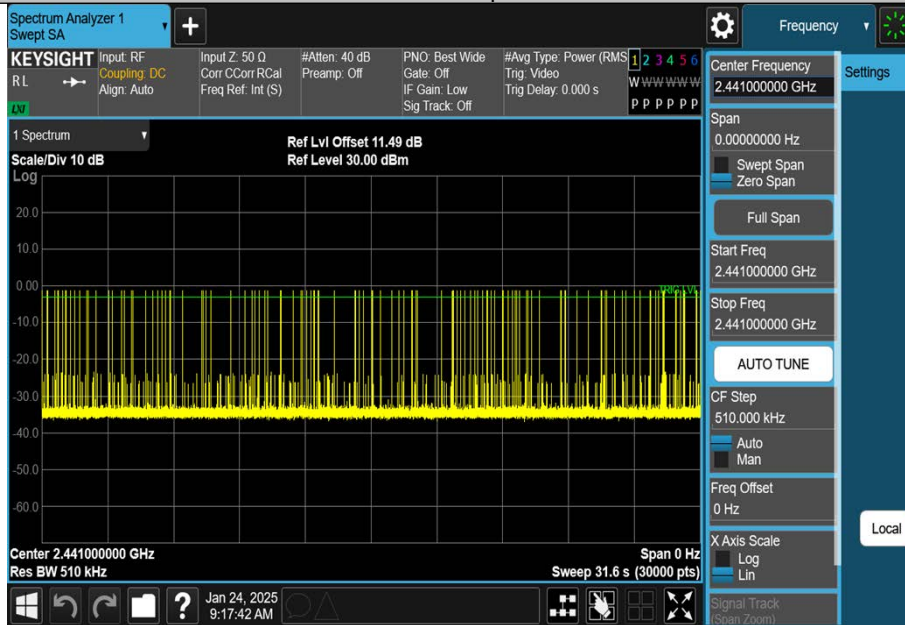 Spectrum Analyzer 1
Swept SA
Frequency
KEYSIGHT
R L
LXI
Input: RF
Coupling: DC
Align: Auto
Input Z: 50 Ω
Corr CCorr RCal
Freq Ref: Int (S)
#Atten: 40 dB
Preamp: Off
PNO: Best Wide
Gate: Off
IF Gain: Low
Sig Track: Off
#Avg Type: Power (RMS
Trig: Video
Trig Delay: 0.000 s
1 2 3 4 5 6
W W W W W W
P P P P P P
1 Spectrum
Scale/Div 10 dB
Log
Ref Lvl Offset 11.49 dB
Ref Level 30.00 dBm
20.0
10.0
0.00
-10.0
-20.0
-30.0
-40.0
-50.0
-60.0
Center 2.441000000 GHz
Res BW 510 kHz
Span 0 Hz
Sweep 31.6 s (30000 pts)
Center Frequency
2.441000000 GHz
Settings
Span
0.00000000 Hz
Swept Span
Zero Span
Full Span
Start Freq
2.441000000 GHz
Stop Freq
2.441000000 GHz
AUTO TUNE
CF Step
510.000 kHz
Auto
Man
Freq Offset
0 Hz
X Axis Scale
Log
Lin
Local
Signal Track
(Span Zoom)
?
Jan 24, 2025
9:17:42 AM